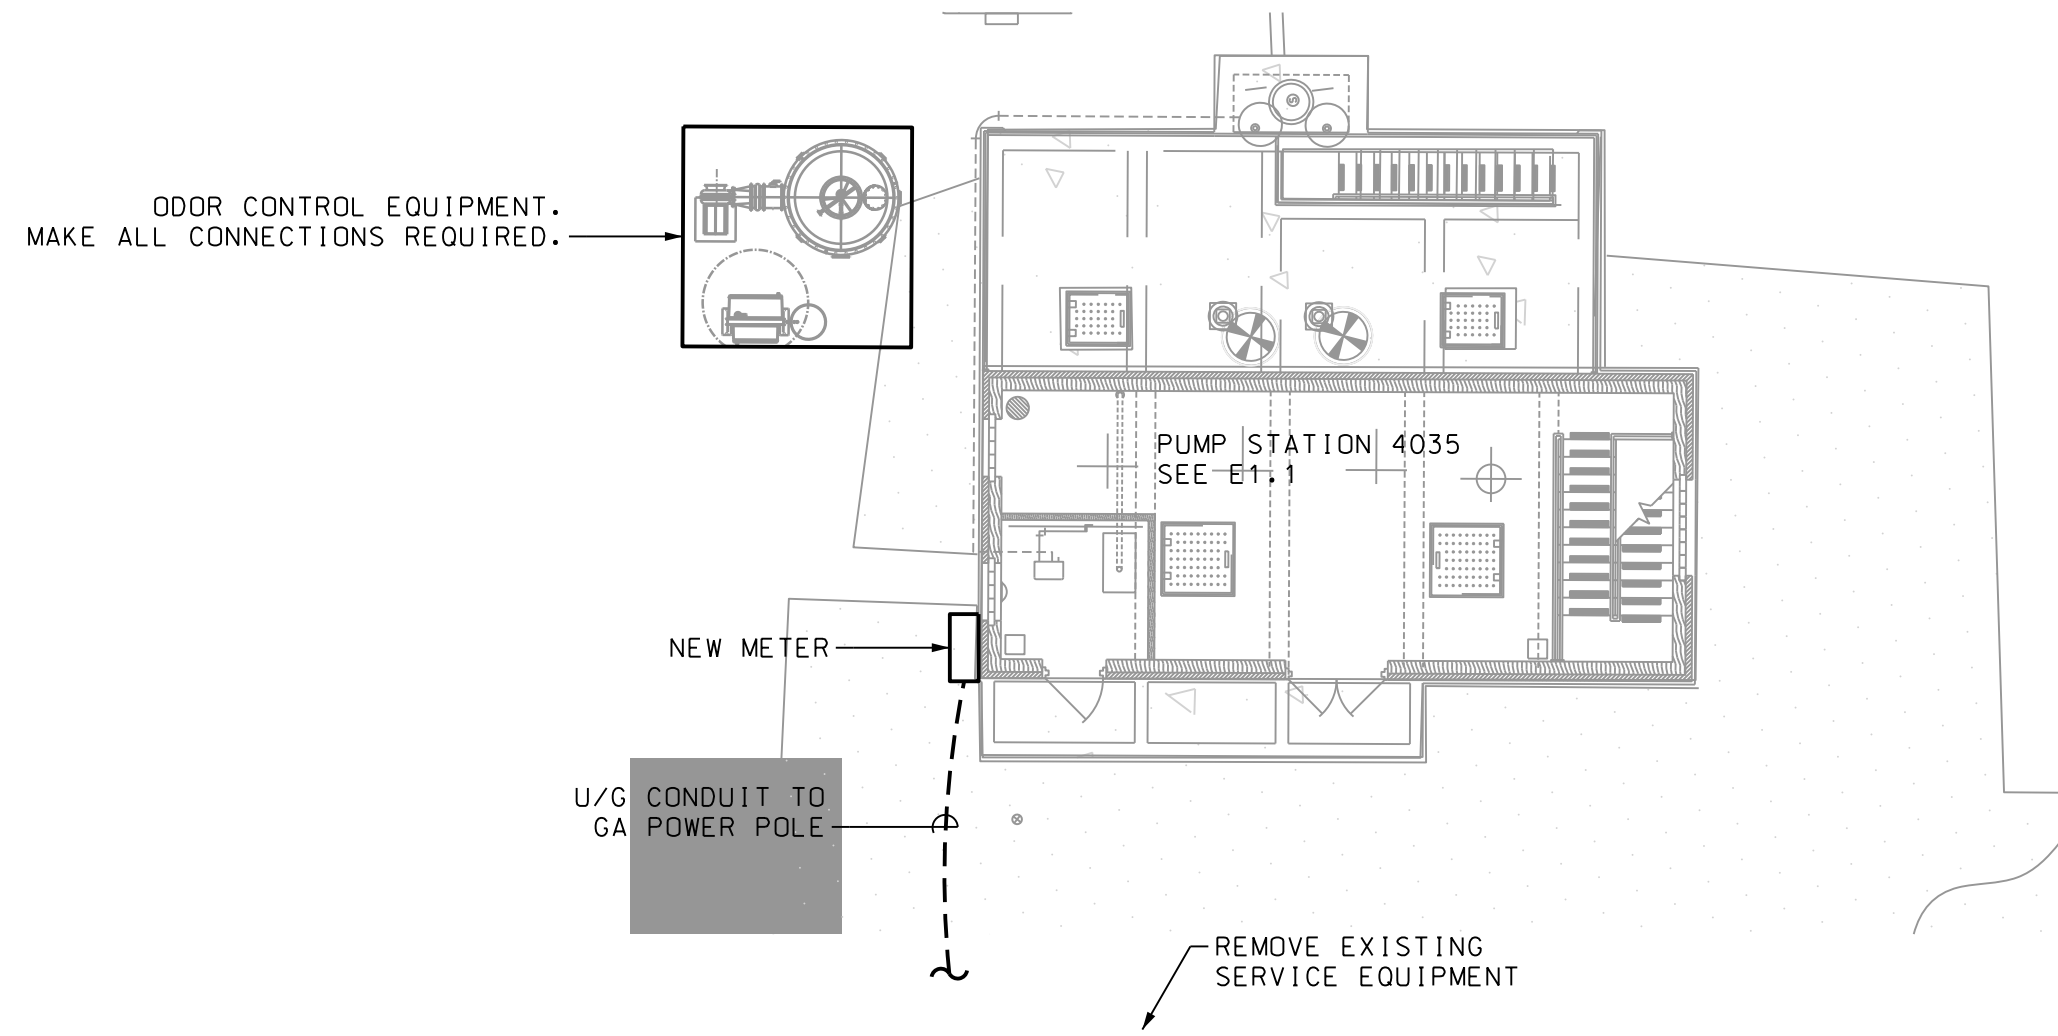 ODOR CONTROL EQUIPMENT.
MAKE ALL CONNECTIONS REQUIRED.
S
PUMP STATION 4035
SEE E1.1
NEW METER
U/G CONDUIT TO
GA POWER POLE
REMOVE EXISTING
SERVICE EQUIPMENT